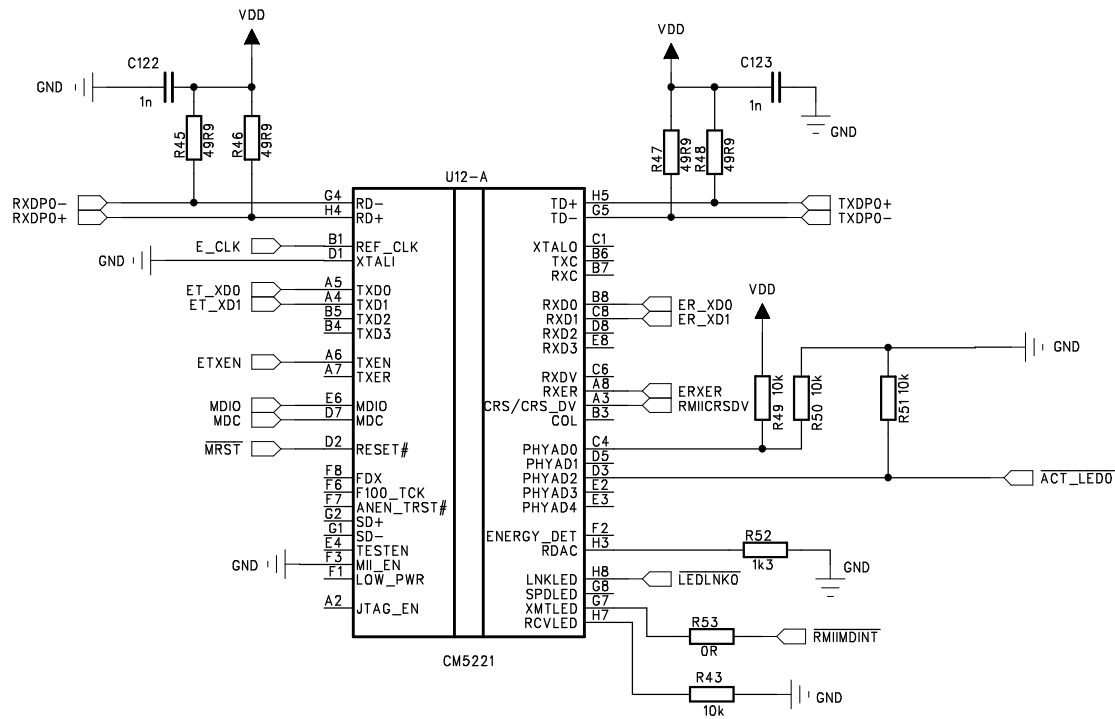 VDD
VDD
C122
C123
GND
1n
1n
GND
R45
49R9
R46
49R9
R47
49R9
R48
49R9
U12-A
RXDP0-
G4
RD-
TD+
H5
TXDP0+
RXDP0+
H4
RD+
TD-
G5
TXDP0-
E_CLK
B1
REF_CLK
XTALO
C1
GND
D1
XTALI
TXC
B6
RXC
B7
ET_XD0
A5
TXD0
RXD0
B8
ER_XD0
VDD
ET_XD1
A4
TXD1
RXD1
C8
ER_XD1
B5
TXD2
RXD2
D8
B4
TXD3
RXD3
E8
GND
ETXEN
A6
TXEN
A7
TXER
RXDV
C6
RXER
A8
ERXER
R49 10k
R50 10k
R51 10k
MDIO
E6
MDIO
CRS/CRS_DV
A3
RMIICRSDV
MDC
D7
MDC
COL
B3
MRST
D2
RESET#
PHYAD0
C4
PHYAD1
D5
F8
FDX
PHYAD2
D3
ACT_LED0
F6
F100_TCK
PHYAD3
E2
F7
ANEN_TRST#
PHYAD4
E3
G2
SD+
G1
SD-
ENERGY_DET
F2
E4
TESTEN
RDAC
H3
R52
1k3
GND
GND
F3
MII_EN
F1
LOW_PWR
LNKLED
H8
LEDLNK0
SPDLED
G8
A2
JTAG_EN
XMTLED
G7
RCVLED
H7
R53
0R
RMIIMDINT
CM5221
R43
10k
GND